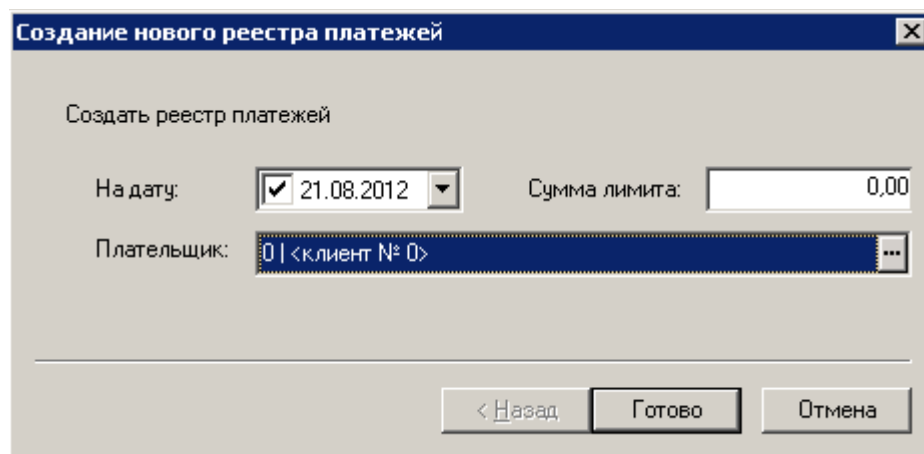 Создание нового реестра платежей
Создать реестр платежей
На дату: 21.08.2012 Сумма лимита: 0,00
Плательщик: 0 | <клиент № 0> ...
< Назад Готово Отмена